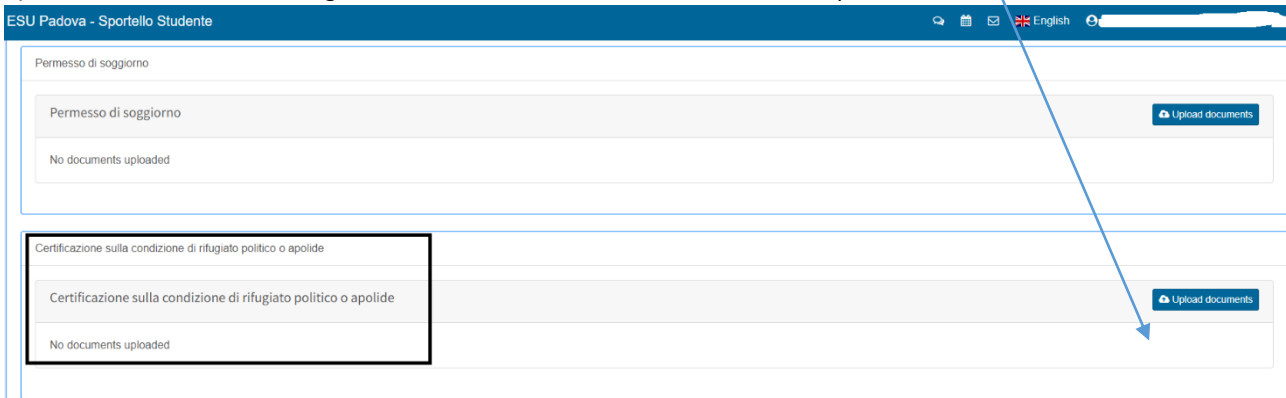 ESU Padova - Sportello Studente
English
Permesso di soggiorno
Permesso di soggiorno
Upload documents
No documents uploaded
Certificazione sulla condizione di rifugiato politico o apolide
Certificazione sulla condizione di rifugiato politico o apolide
Upload documents
No documents uploaded